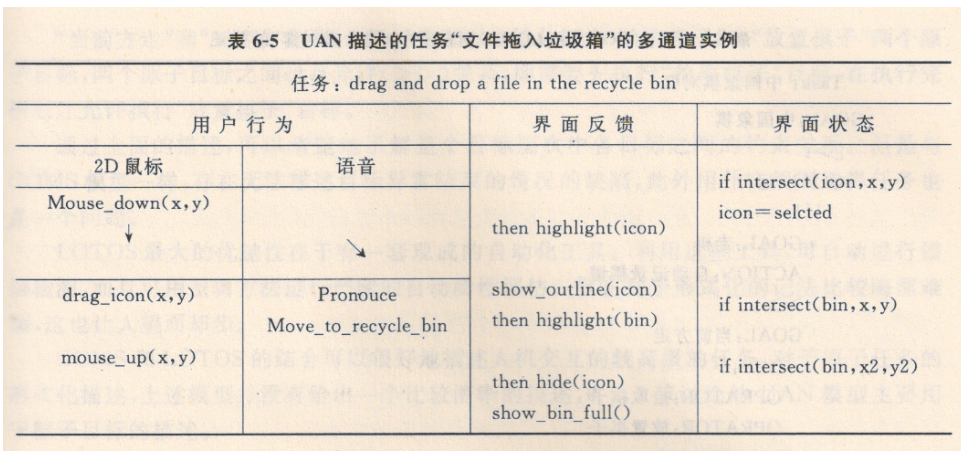 表 6-5 UAN 描述的任务“文件拖入垃圾箱”的多通道实例
任务：drag and drop a file in the recycle bin
用户行为 界面反馈 界面状态
2D 鼠标 语音
Mouse_down(x,y) if intersect(icon,x,y)
icon=selcted
then highlight(icon)
drag_icon(x,y) Pronouce show_outline(icon) if intersect(bin,x,y)
Move_to_recycle_bin then highlight(bin)
mouse_up(x,y) if intersect(bin,x2,y2)
then hide(icon)
show_bin_full()